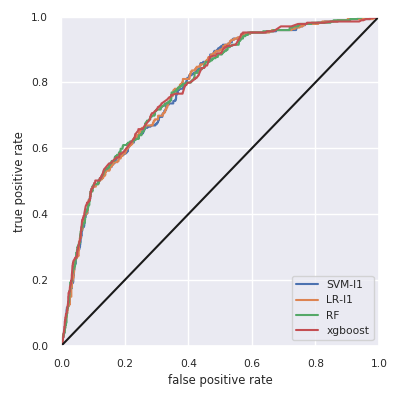 1.0
0.8
0.6
0.4
0.2
0.0
true positive rate
0.0 0.2 0.4 0.6 0.8 1.0
false positive rate
SVM-l1
LR-l1
RF
xgboost